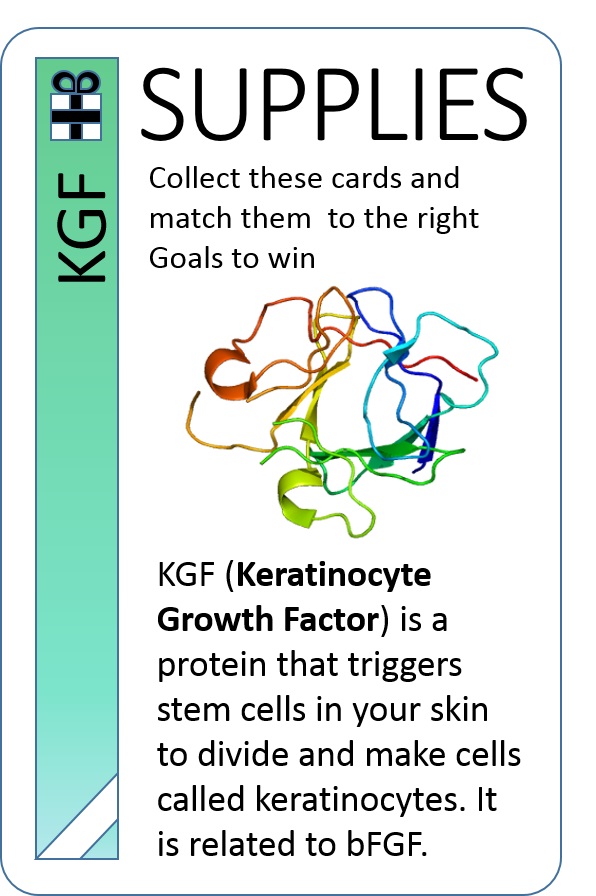 KGF
SUPPLIES
Collect these cards and
match them  to the right
Goals to win
KGF (Keratinocyte
Growth Factor) is a
protein that triggers
stem cells in your skin
to divide and make cells
called keratinocytes. It
is related to bFGF.